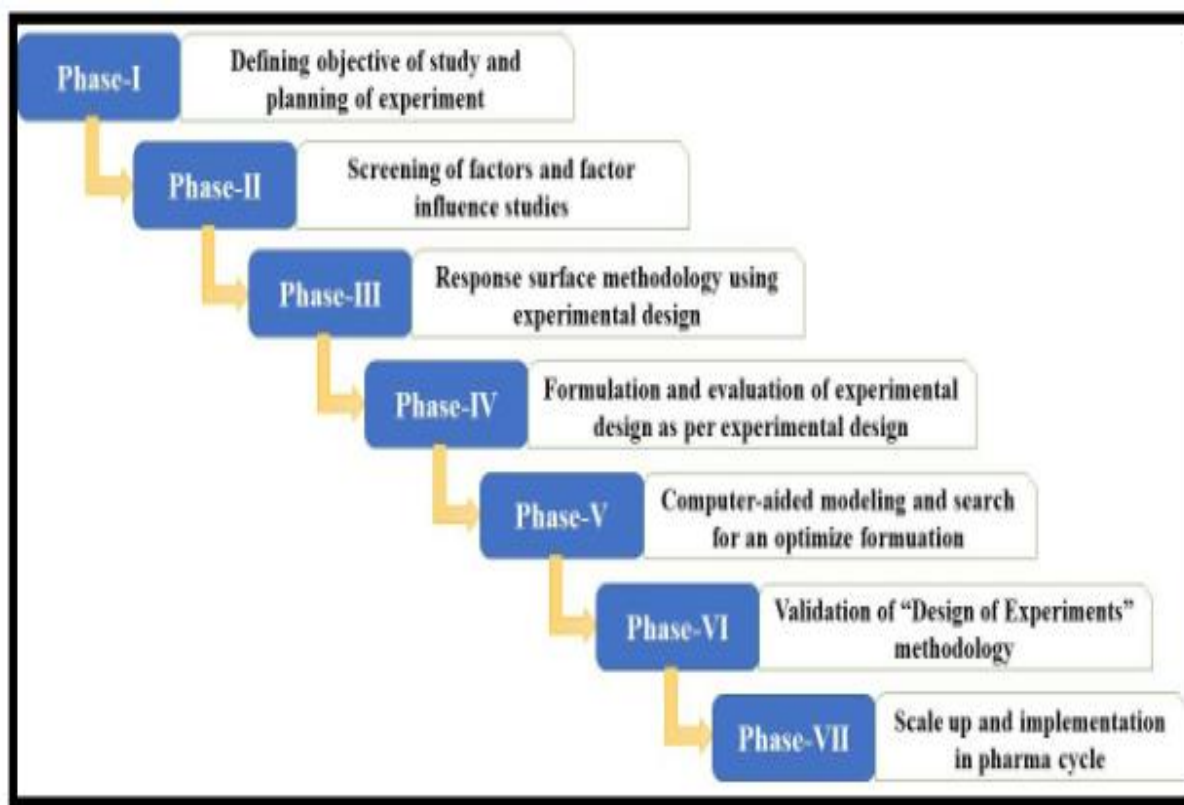 Phase-I
Defining objective of study and
planning of experiment
Phase-II
Screening of factors and factor
influence studies
Phase-III
Response surface methodology using
experimental design
Phase-IV
Formulation and evaluation of experimental
design as per experimental design
Phase-V
Computer-aided modeling and search
for an optimize formuation
Phase-VI
Validation of “Design of Experiments”
methodology
Phase-VII
Scale up and implementation
in pharma cycle